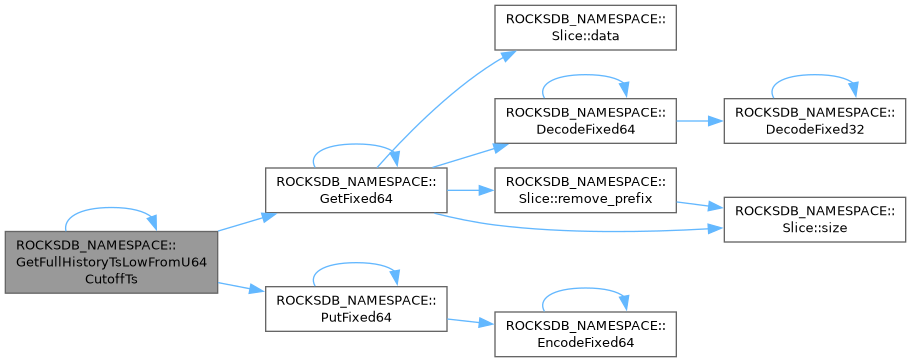 ROCKSDB_NAMESPACE::
GetFullHistoryTsLowFromU64
CutoffTs
ROCKSDB_NAMESPACE::
GetFixed64
ROCKSDB_NAMESPACE::
PutFixed64
ROCKSDB_NAMESPACE::
Slice::data
ROCKSDB_NAMESPACE::
DecodeFixed64
ROCKSDB_NAMESPACE::
Slice::remove_prefix
ROCKSDB_NAMESPACE::
EncodeFixed64
ROCKSDB_NAMESPACE::
DecodeFixed32
ROCKSDB_NAMESPACE::
Slice::size